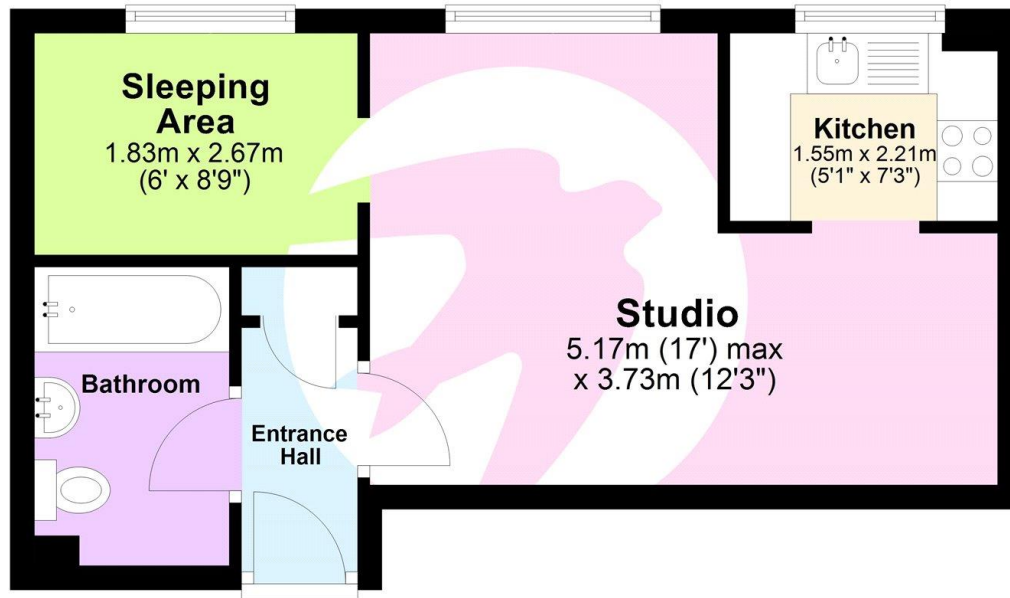 Sleeping
Area
1.83m x 2.67m
(6' x 8'9")
Kitchen
1.55m x 2.21m
(5'1" x 7'3")
Studio
5.17m (17') max
x 3.73m (12'3")
Bathroom
Entrance
Hall